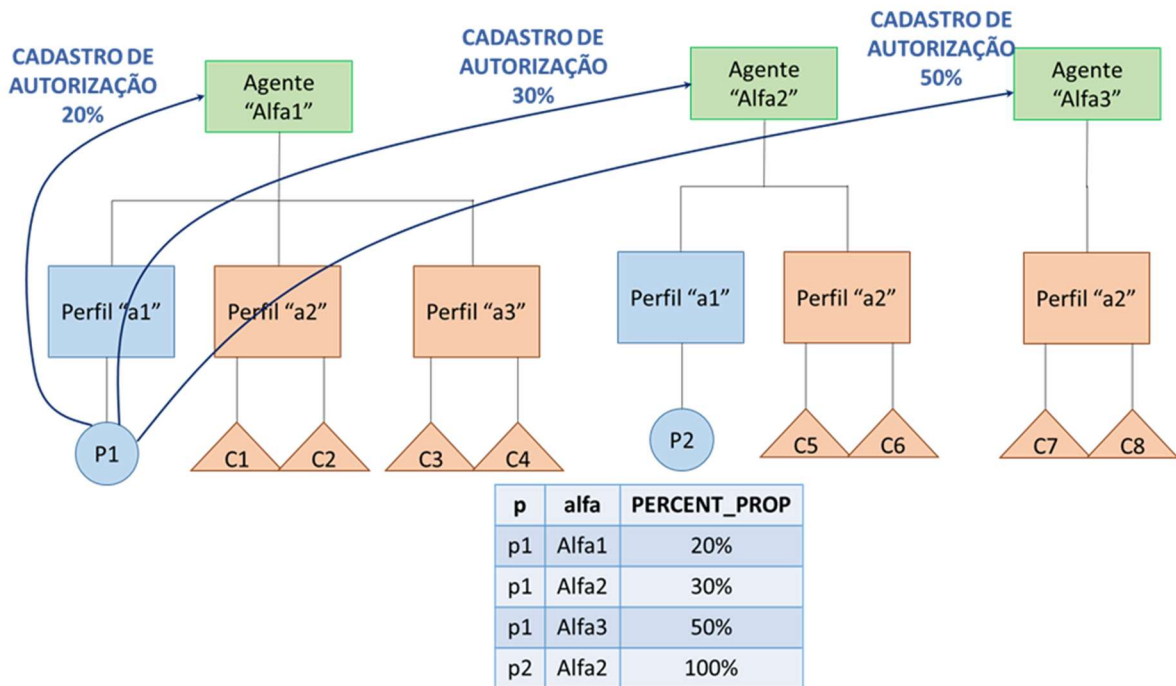 CADASTRO DE
AUTORIZAÇÃO
20%
Agente
“Alfa1”
CADASTRO DE
AUTORIZAÇÃO
30%
Agente
“Alfa2”
CADASTRO DE
AUTORIZAÇÃO
50%
Agente
“Alfa3”
Perfil “a1”
Perfil “a2”
Perfil “a3”
Perfil “a1”
Perfil “a2”
Perfil “a2”
P1
C1
C2
C3
C4
P2
C5
C6
C7
C8
p alfa PERCENT_PROP
p1 Alfa1 20%
p1 Alfa2 30%
p1 Alfa3 50%
p2 Alfa2 100%